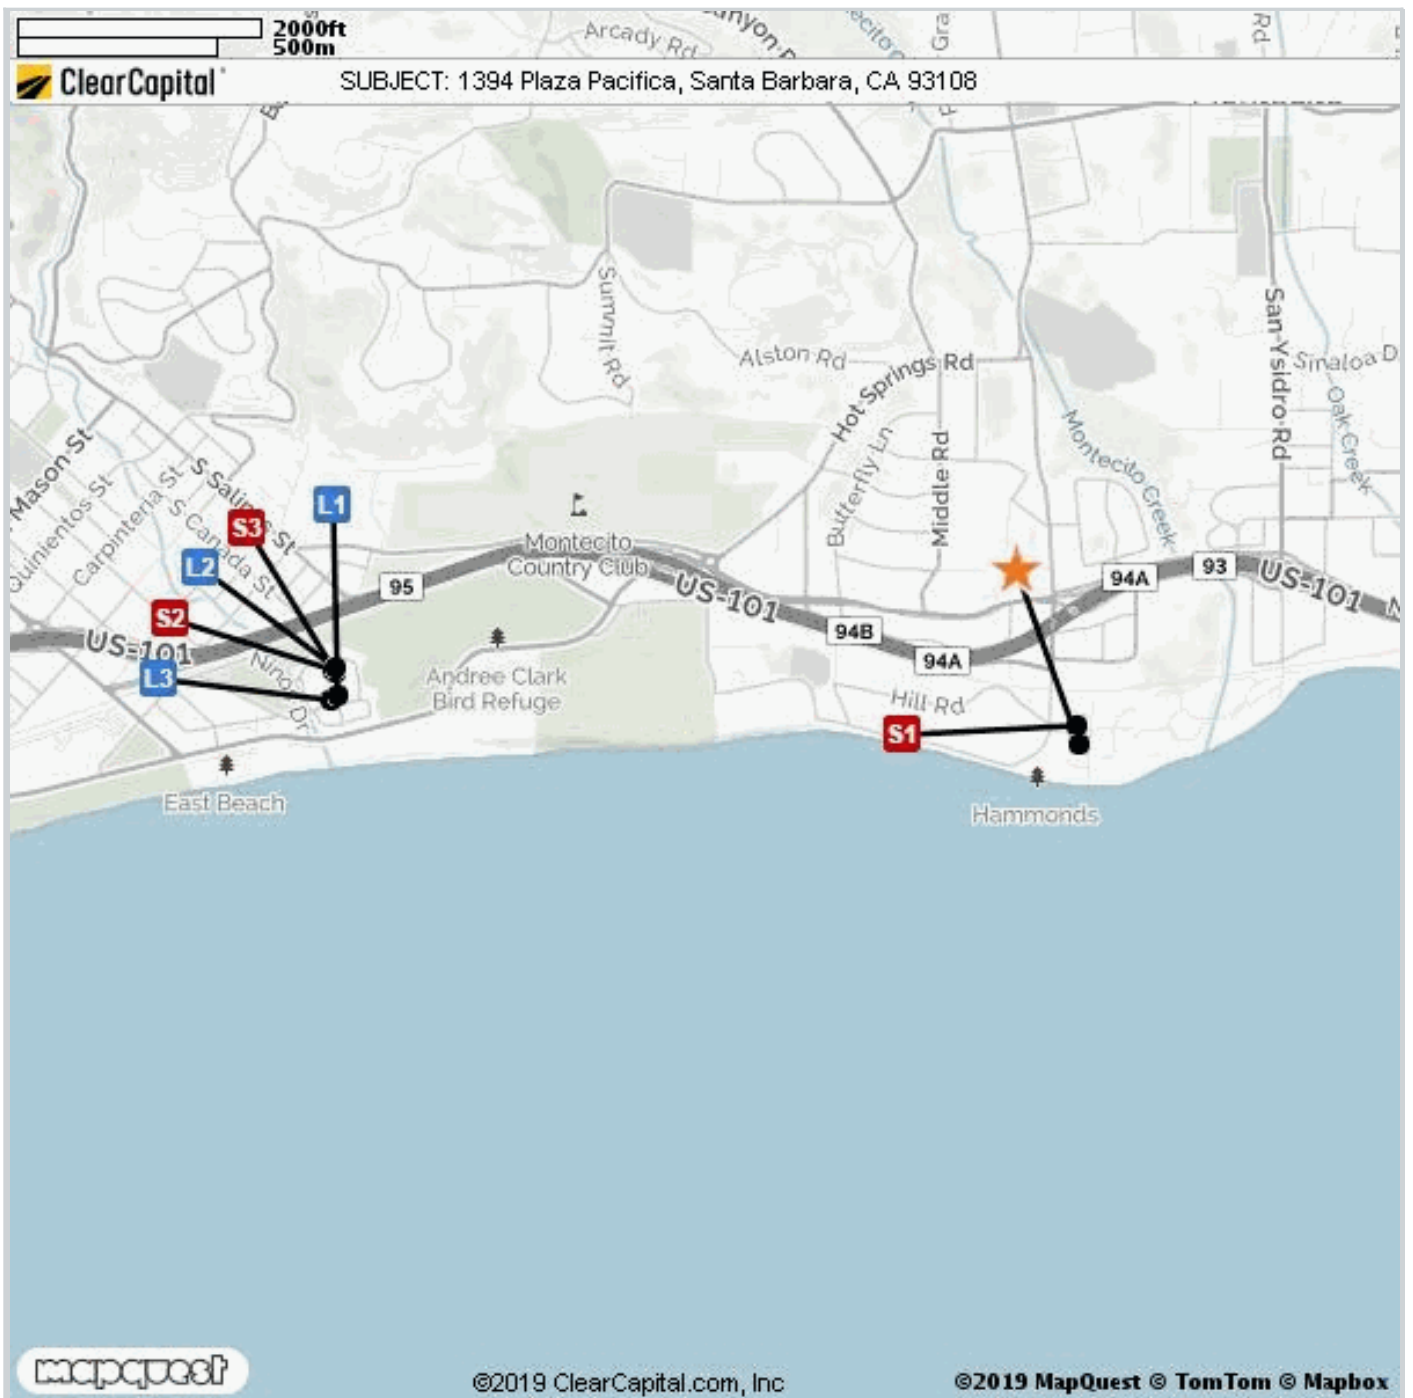 2000ft
500m
ClearCapital
SUBJECT: 1394 Plaza Pacifica, Santa Barbara, CA 93108
Arcady Rd
Rd
Summit Rd
Alston Rd
Hot Springs Rd
San Ysidro Rd
Sinaloa D
Oak Creek
Montecito Creek
Butterfly Ln
Middle Rd
Mason St
Quinientos St
Carpinteria St
S Canada St
S Salinas St
L1
S3
L2
S2
L3
Montecito
Country Club
95
US-101
US-101
94B
94A
94A
93
US-101
Nino
Dr
Andree Clark
Bird Refuge
Hill Rd
S1
East Beach
Hammonds
mapquest
©2019 ClearCapital.com, Inc
©2019 MapQuest © TomTom © Mapbox